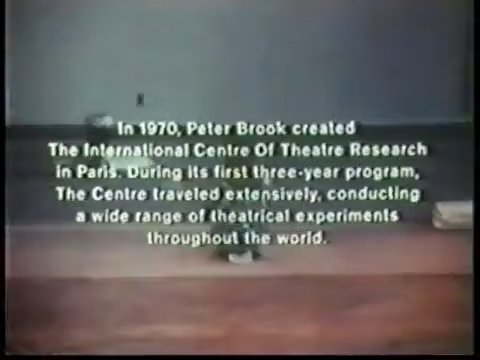 In 1970, Peter Brook created
The International Centre Of Theatre Research
in Paris. During its first three-year program,
The Centre traveled extensively, conducting
a wide range of theatrical experiments
throughout the world.